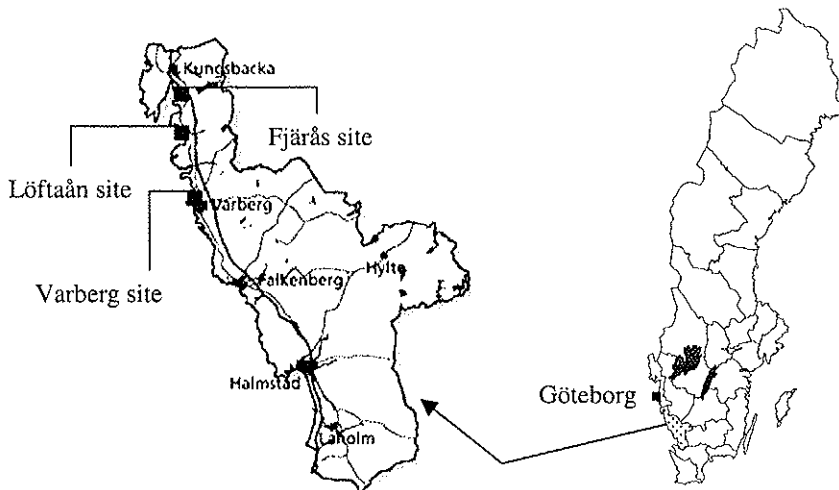 Kungsbacka
Fjärås site
Löftaån site
Varberg
Varberg site
Falkenberg
Hylte
Halmstad
Göteborg
Laholm